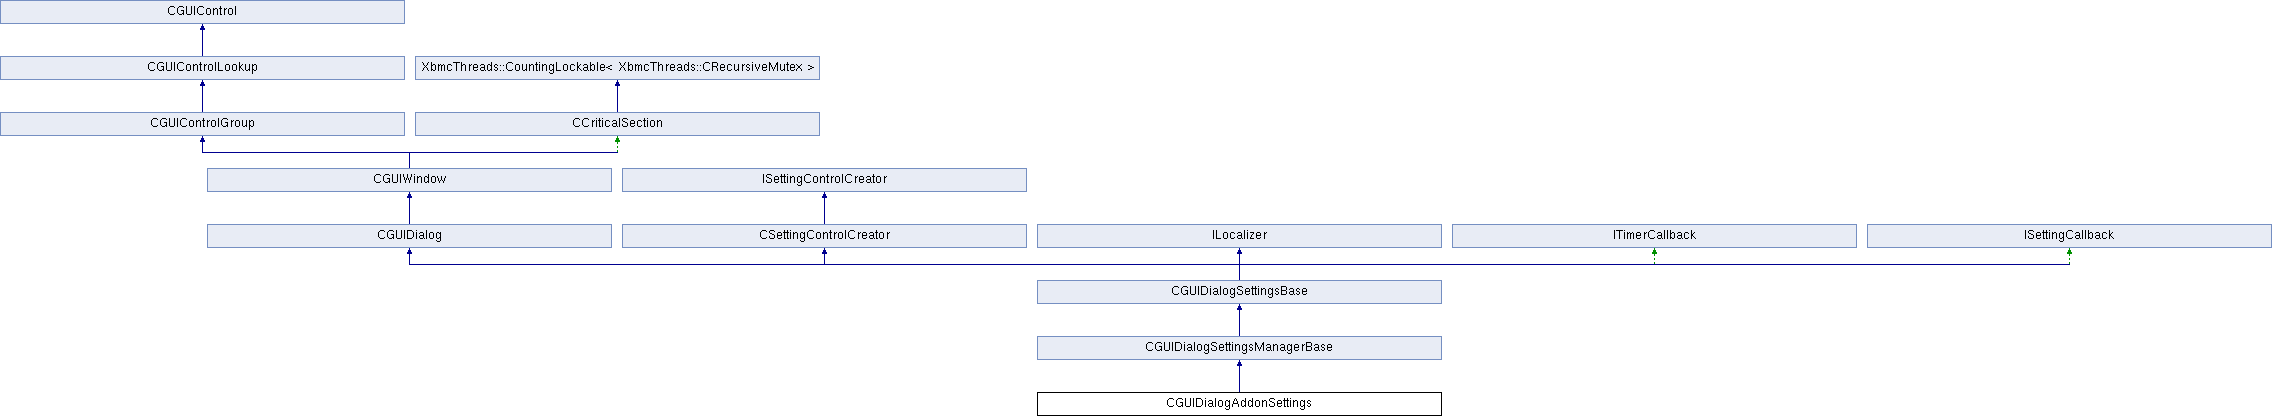 CGUIControl
CGUIControlLookup
XbmcThreads::CountingLockable< XbmcThreads::CRecursiveMutex >
CGUIControlGroup
CCriticalSection
CGUIWindow
ISettingControlCreator
CGUIDialog
CSettingControlCreator
ILocalizer
ITimerCallback
ISettingCallback
CGUIDialogSettingsBase
CGUIDialogSettingsManagerBase
CGUIDialogAddonSettings